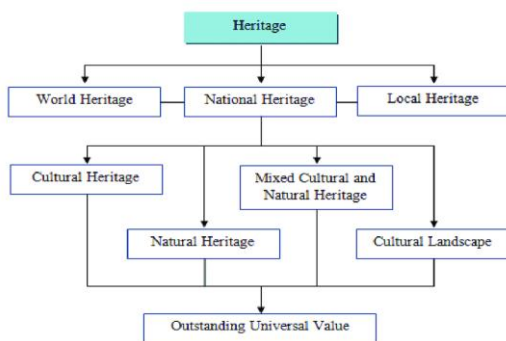 Heritage
World Heritage
National Heritage
Local Heritage
Cultural Heritage
Mixed Cultural and
Natural Heritage
Natural Heritage
Cultural Landscape
Outstanding Universal Value